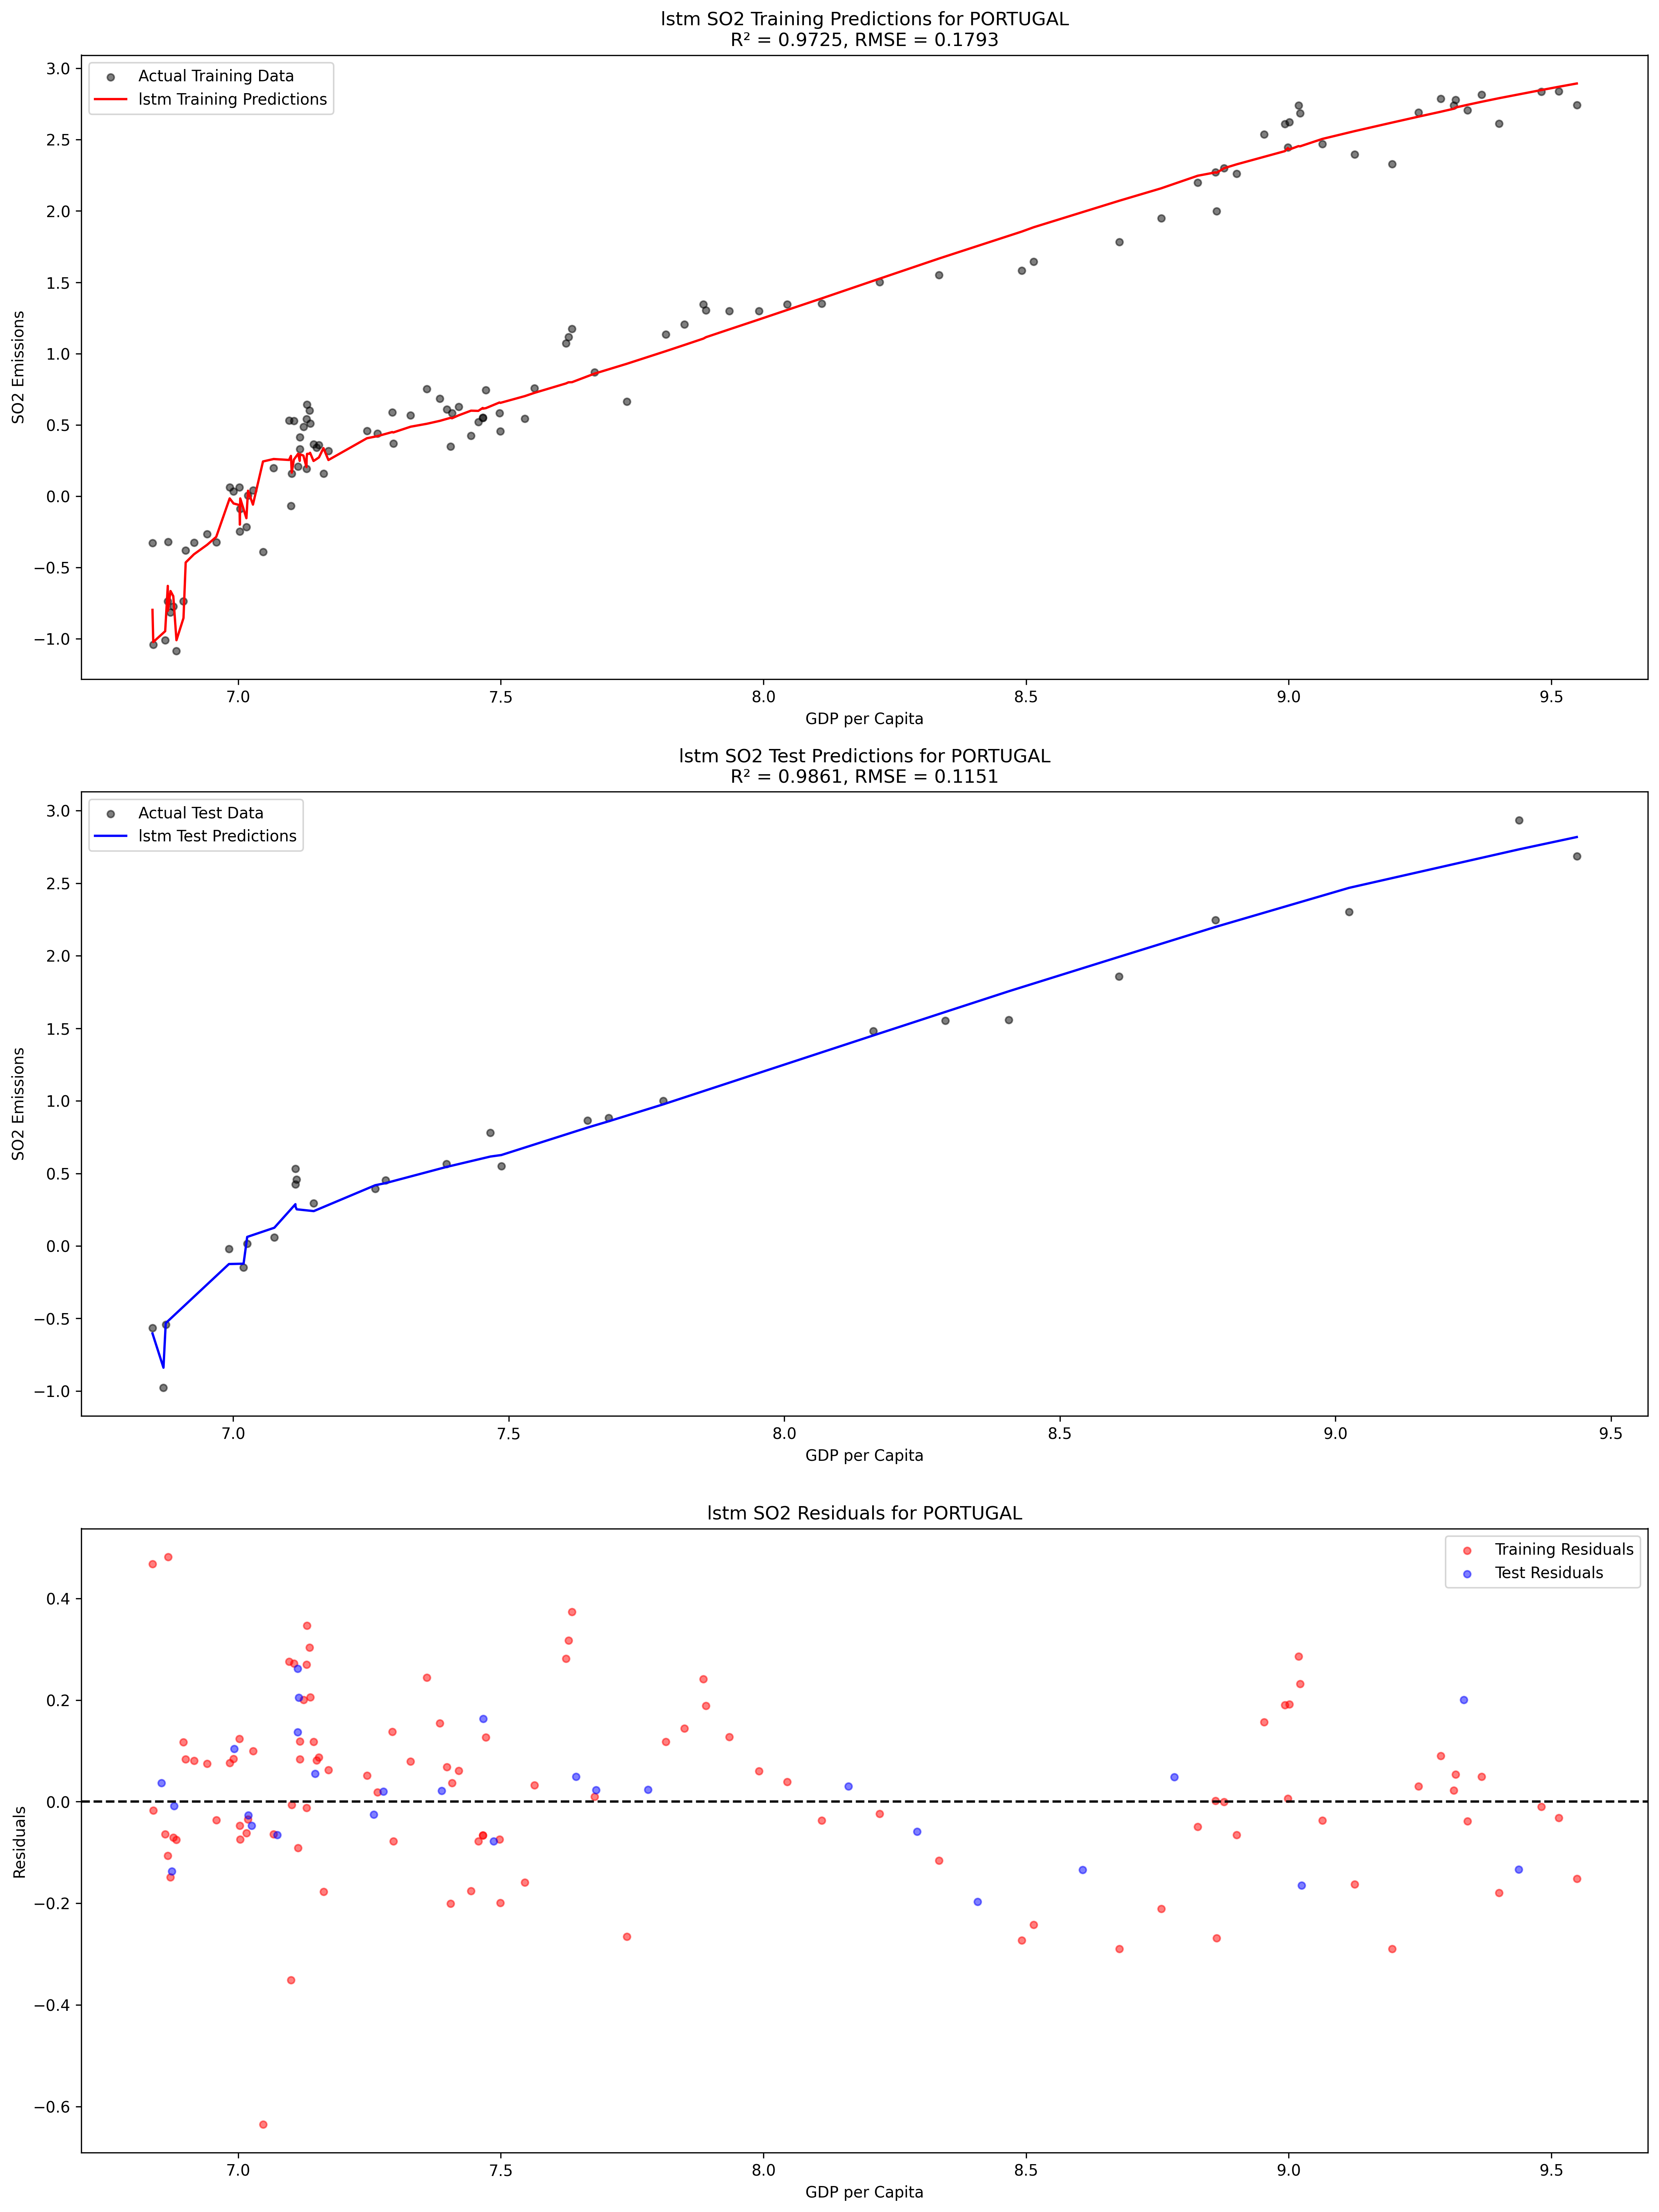 lstm SO2 Training Predictions for PORTUGAL
R² = 0.9725, RMSE = 0.1793
Actual Training Data
lstm Training Predictions
SO2 Emissions
3.0
2.5
2.0
1.5
1.0
0.5
0.0
−0.5
−1.0
7.0 7.5 8.0 8.5 9.0 9.5
GDP per Capita
lstm SO2 Test Predictions for PORTUGAL
R² = 0.9861, RMSE = 0.1151
Actual Test Data
lstm Test Predictions
SO2 Emissions
3.0
2.5
2.0
1.5
1.0
0.5
0.0
−0.5
−1.0
7.0 7.5 8.0 8.5 9.0 9.5
GDP per Capita
lstm SO2 Residuals for PORTUGAL
Training Residuals
Test Residuals
Residuals
0.4
0.2
0.0
−0.2
−0.4
−0.6
7.0 7.5 8.0 8.5 9.0 9.5
GDP per Capita